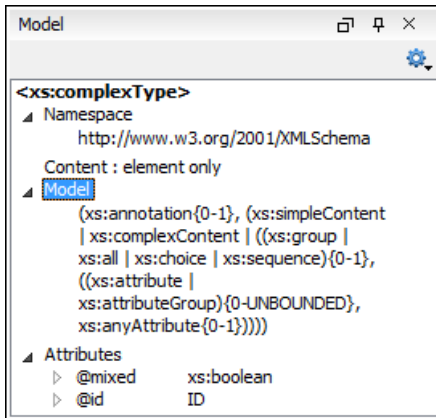 Model
<xs:complexType>
Namespace
http://www.w3.org/2001/XMLSchema
Content : element only
Model
(xs:annotation{0-1}, (xs:simpleContent
| xs:complexContent | ((xs:group |
xs:all | xs:choice | xs:sequence){0-1},
((xs:attribute |
xs:attributeGroup){0-UNBOUNDED},
xs:anyAttribute{0-1}))))
Attributes
@mixed xs:boolean
@id ID